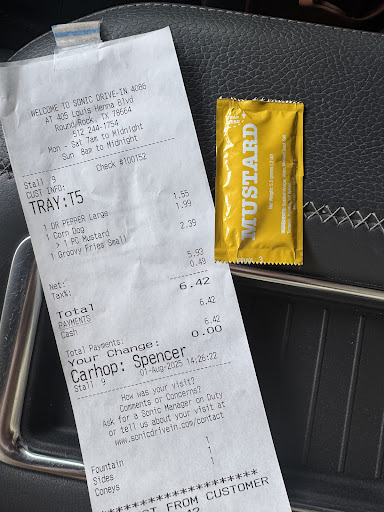 WELCOME TO SONIC DRIVE-IN 4086
AT 405 Louis Henna Blvd
Round Rock, TX 78664
512 244-1754
Mon - Sat 7am to Midnight
Sun 8am to Midnight
Check #100152
Stall 9
CUST INFO:
TRAY:T5
1 DR PEPPER Large 1.55
1 Corn Dog 1.99
> 1 PC Mustard
1 Groovy Fries Small 2.39
Net: 5.93
Tax%: 0.49
Total 6.42
PAYMENTS
Cash 6.42
Total Payments: 6.42
Your Change: 0.00
Carhop: Spencer
Stall 9 01-Aug-2025 14:26:22
How was your visit?
Comments or Concerns?
Ask for a Sonic Manager on Duty
or tell us about your visit at
www.sonicdrivein.com/contact
Fountain 1
Sides 1
Coneys 1
********************
FROM CUSTOMER
MUSTARD